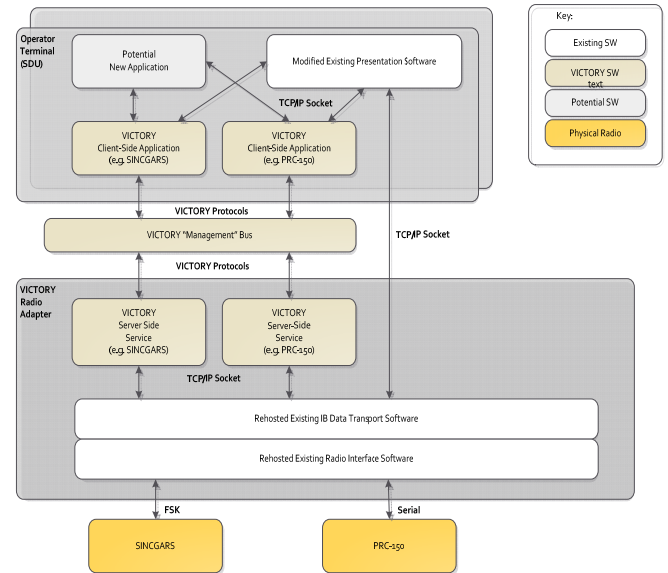 Operator
Terminal
(SDU)
Potential
New Application
Modified Existing Presentation Software
TCP/IP Socket
VICTORY
Client-Side Application
(e.g. SINCGARS)
VICTORY
Client-Side Application
(e.g. PRC-150)
VICTORY Protocols
VICTORY "Management" Bus
VICTORY Protocols
TCP/IP Socket
VICTORY
Radio
Adapter
VICTORY
Server Side
Service
(e.g. SINCGARS)
VICTORY
Server-Side
Service
(e.g. PRC-150)
TCP/IP Socket
Rehosted Existing IB Data Transport Software
Rehosted Existing Radio Interface Software
FSK
Serial
SINCGARS
PRC-150
Key:
Existing SW
VICTORY SW
text
Potential SW
Physical Radio